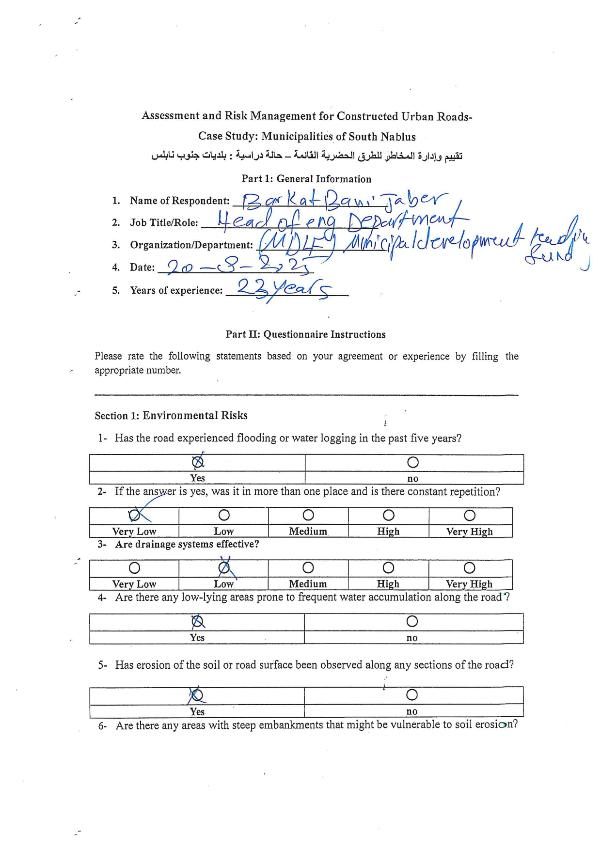 Assessment and Risk Management for Constructed Urban Roads-
Case Study: Municipalities of South Nablus
تقييم وإدارة المخاطر للطرق الحضرية القائمة – حالة دراسية : بلديات جنوب نابلس
Part 1: General Information
1. Name of Respondent: Barkat Bani Jaber
2. Job Title/Role: Head of eng Department
3. Organization/Department: (MDLF) Municipal development
Fund
4. Date:
5. Years of experience: 23 years
Part II: Questionnaire Instructions
Please rate the following statements based on your agreement or experience by filling the
appropriate number.
Section 1: Environmental Risks
1- Has the road experienced flooding or water logging in the past five years?
Yes no
2- If the answer is yes, was it in more than one place and is there constant repetition?
Very Low Low Medium High Very High
3- Are drainage systems effective?
Very Low Low Medium High Very High
4- Are there any low-lying areas prone to frequent water accumulation along the road?
Yes no
5- Has erosion of the soil or road surface been observed along any sections of the road?
Yes no
6- Are there any areas with steep embankments that might be vulnerable to soil erosion?